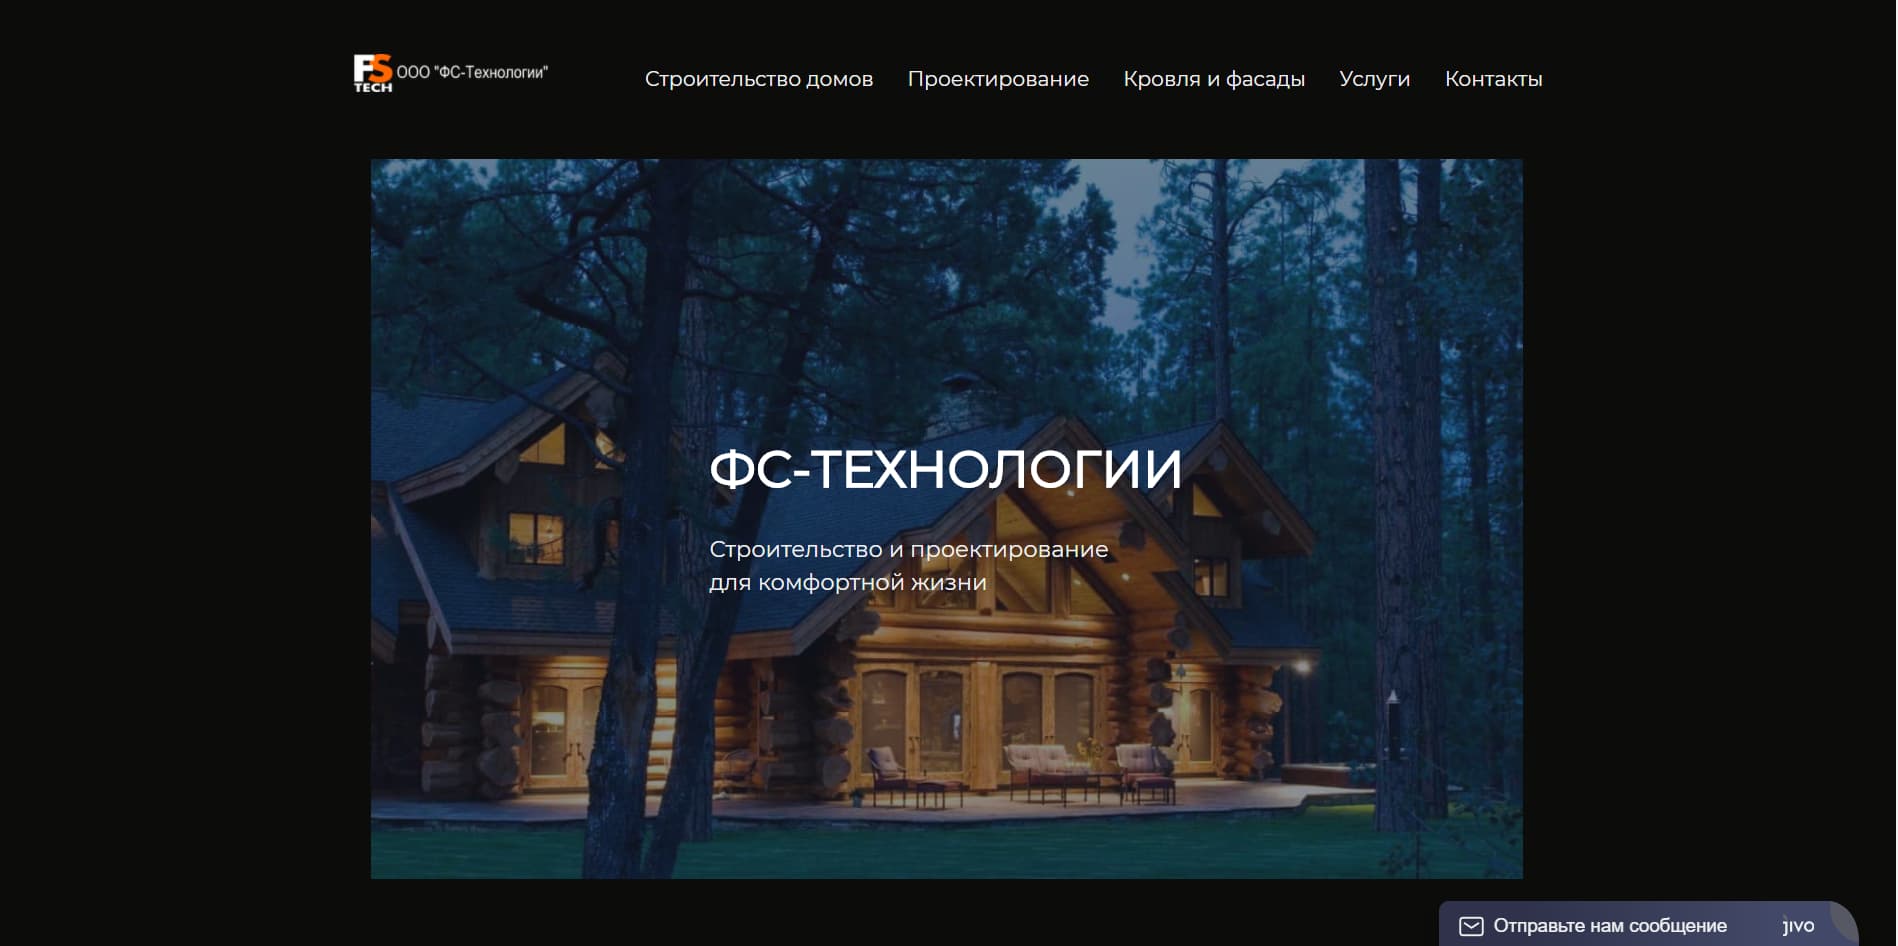 FS
TECH
ООО "ФС-Технологии"
Строительство домов
Проектирование
Кровля и фасады
Услуги
Контакты
ФС-ТЕХНОЛОГИИ
Строительство и проектирование
для комфортной жизни
Отправьте нам сообщение
jivo